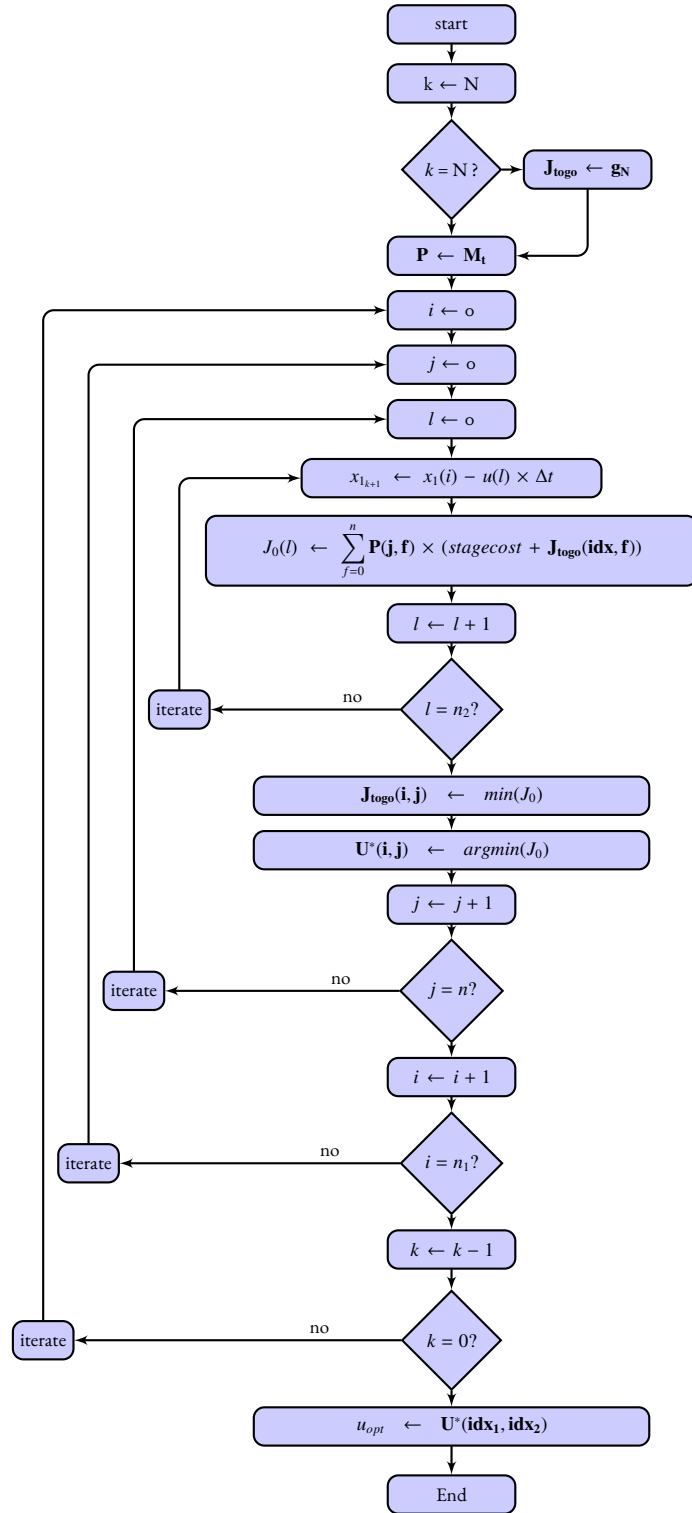 start
k ← N
k = N ?
J_togo ← g_N
P ← M_t
i ← o
j ← o
l ← o
x_{1_{k+1}} ← x_1(i) − u(l) × Δt
J_0(l) ← ∑_{f=0}^{n} P(j, f) × (stagecost + J_togo(idx, f))
l ← l + 1
l = n_2?
no
iterate
J_togo(i, j) ← min(J_0)
U*(i, j) ← argmin(J_0)
j ← j + 1
j = n?
no
iterate
i ← i + 1
i = n_1?
no
iterate
k ← k − 1
k = 0?
no
iterate
u_opt ← U*(idx_1, idx_2)
End